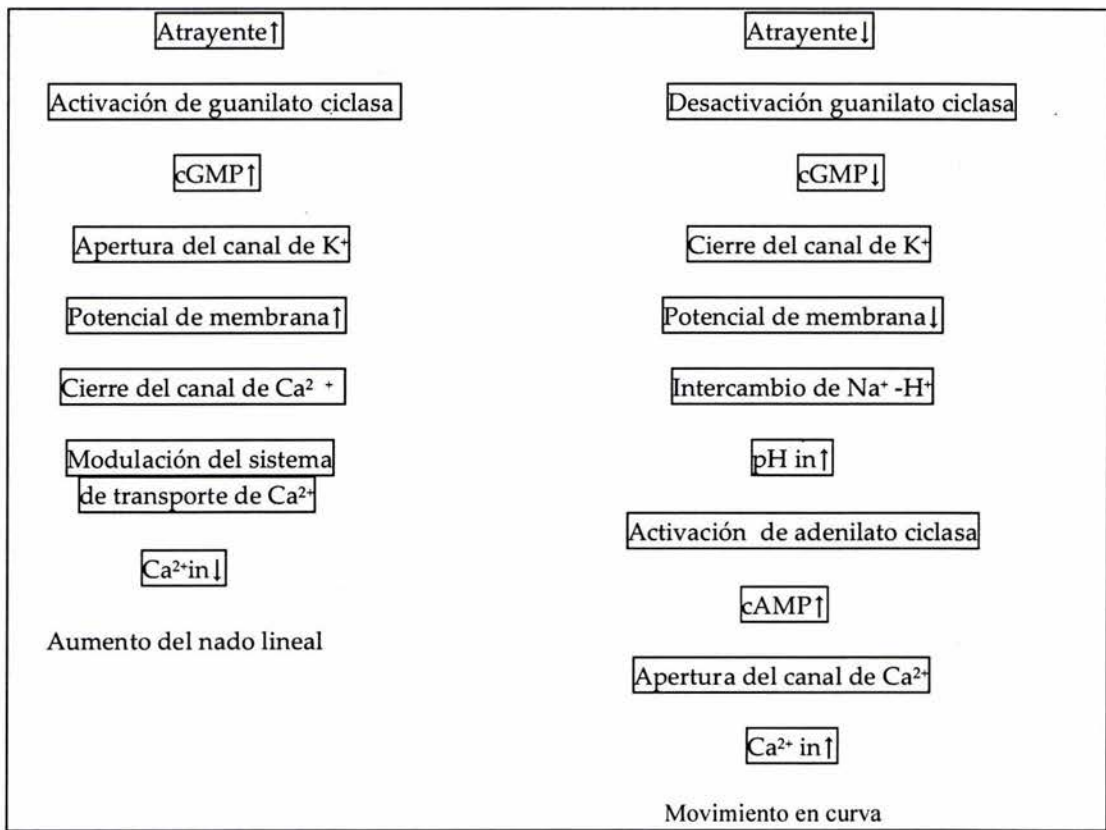 Atrayente↑
Activación de guanilato ciclasa
cGMP↑
Apertura del canal de K⁺
Potencial de membrana↑
Cierre del canal de Ca² ⁺
Modulación del sistema
de transporte de Ca²⁺
Ca²⁺in↓
Aumento del nado lineal
Atrayente↓
Desactivación guanilato ciclasa
cGMP↓
Cierre del canal de K⁺
Potencial de membrana↓
Intercambio de Na⁺ -H⁺
pH in↑
Activación de adenilato ciclasa
cAMP↑
Apertura del canal de Ca²⁺
Ca²⁺ in↑
Movimiento en curva